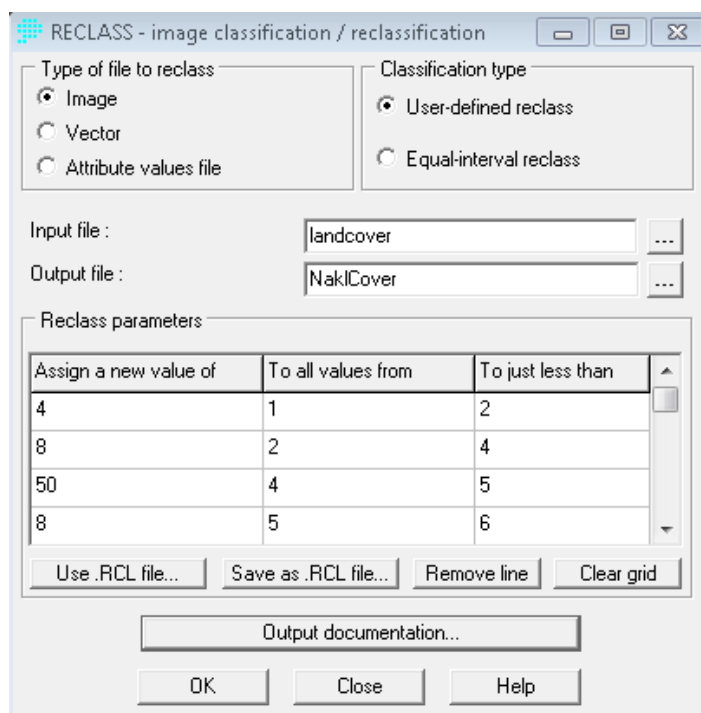 RECLASS - image classification / reclassification
Type of file to reclass
Image
Vector
Attribute values file
Classification type
User-defined reclass
Equal-interval reclass
Input file :
landcover
...
Output file :
NaklCover
...
Reclass parameters
Assign a new value of To all values from To just less than
4 1 2
8 2 4
50 4 5
8 5 6
Use .RCL file... Save as .RCL file... Remove line Clear grid
Output documentation...
OK Close Help